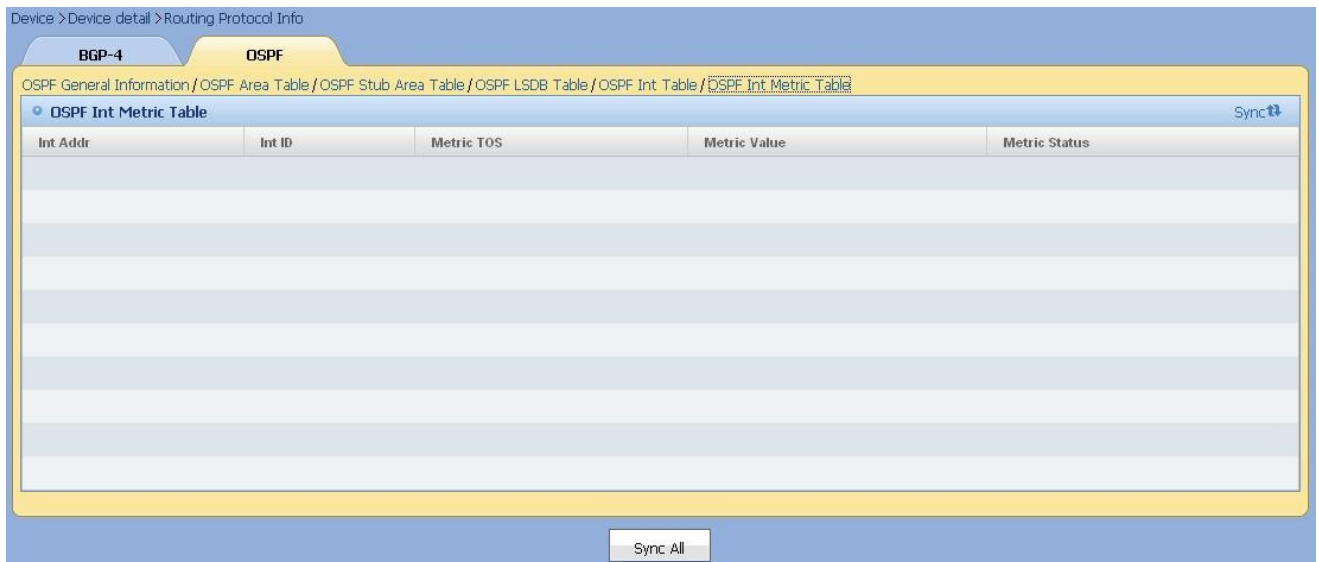 Device >Device detail >Routing Protocol Info
BGP-4 OSPF
OSPF General Information / OSPF Area Table / OSPF Stub Area Table / OSPF LSDB Table / OSPF Int Table / OSPF Int Metric Table
OSPF Int Metric Table Sync
Int Addr Int ID Metric TOS Metric Value Metric Status
Sync All